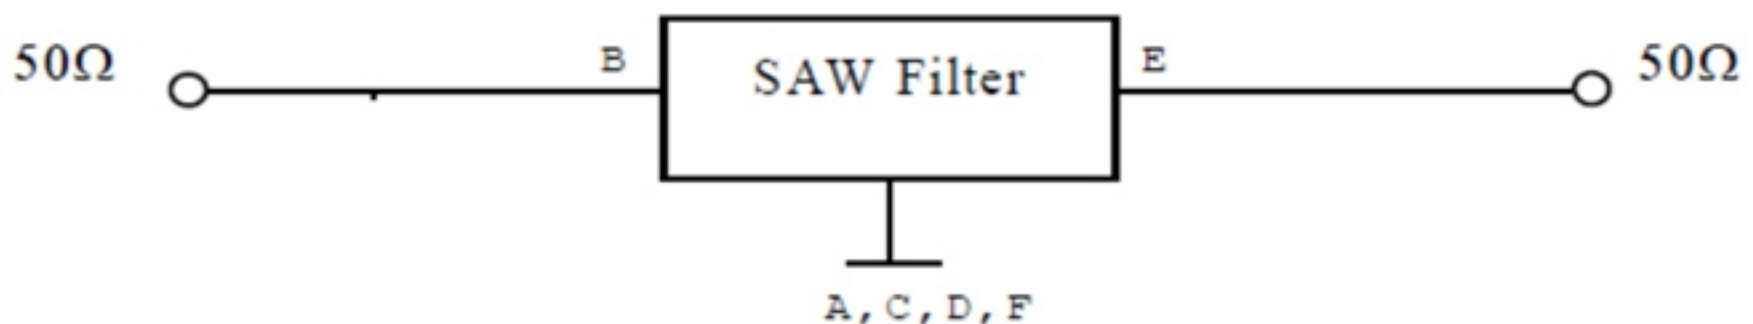 50Ω
B
SAW Filter
E
50Ω
A, C, D, F